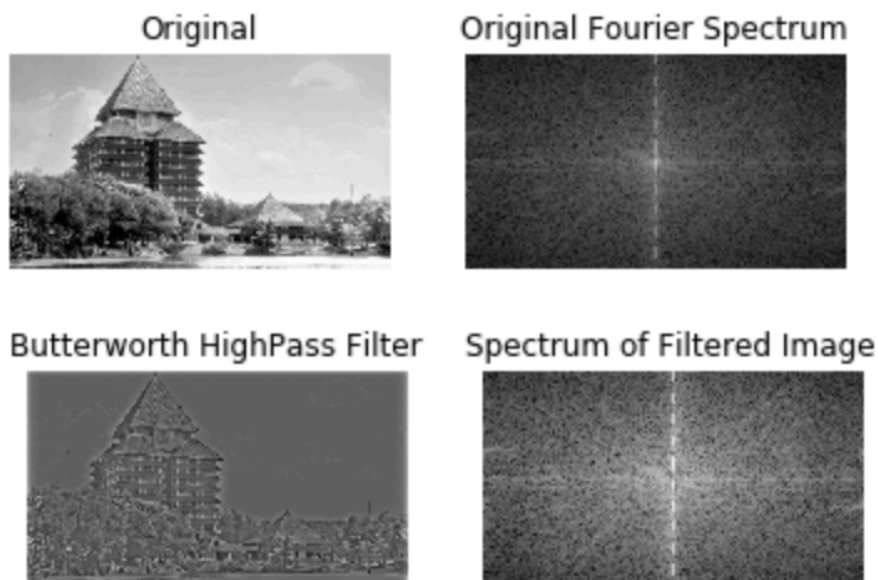 Original
Original Fourier Spectrum
Butterworth HighPass Filter
Spectrum of Filtered Image